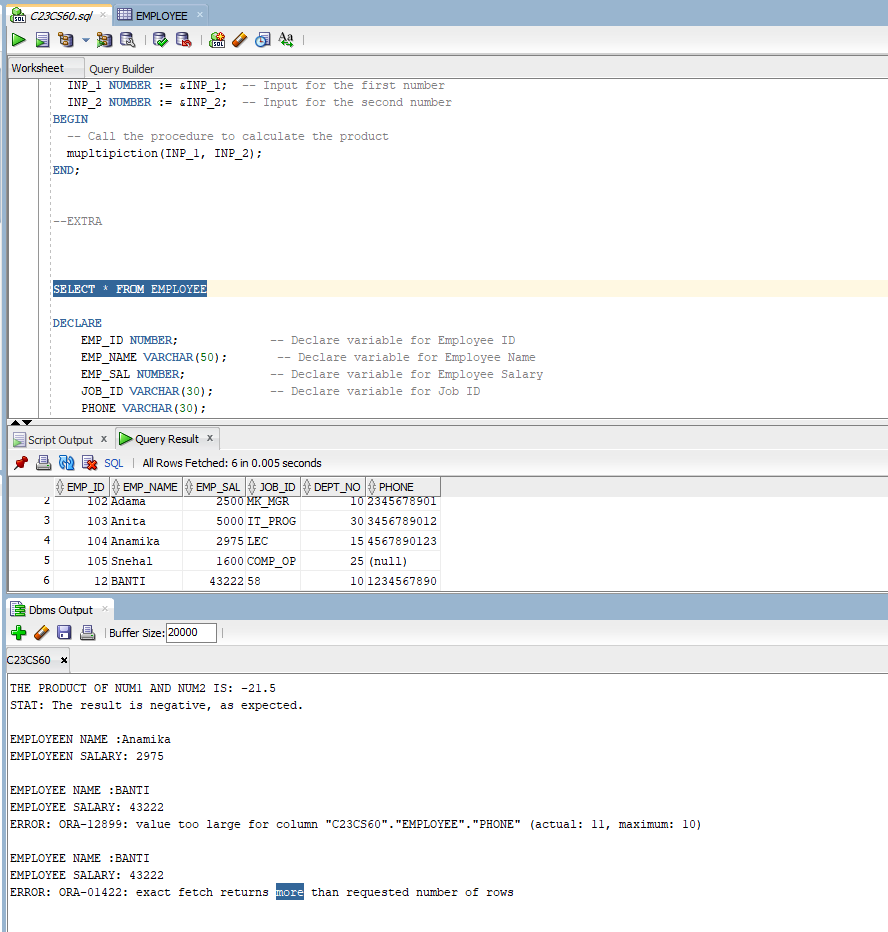 C23CS60.sql × EMPLOYEE ×
SQL Aa
Worksheet Query Builder
INP_1 NUMBER := &INP_1; -- Input for the first number
INP_2 NUMBER := &INP_2; -- Input for the second number
BEGIN
-- Call the procedure to calculate the product
mupltipiction(INP_1, INP_2);
END;
--EXTRA
SELECT * FROM EMPLOYEE
DECLARE
EMP_ID NUMBER; -- Declare variable for Employee ID
EMP_NAME VARCHAR(50); -- Declare variable for Employee Name
EMP_SAL NUMBER; -- Declare variable for Employee Salary
JOB_ID VARCHAR(30); -- Declare variable for Job ID
PHONE VARCHAR(30);
Script Output × Query Result ×
SQL | All Rows Fetched: 6 in 0.005 seconds
EMP_ID EMP_NAME EMP_SAL JOB_ID DEPT_NO PHONE
2 102 Adama 2500 MK_MGR 10 2345678901
3 103 Anita 5000 IT_PROG 30 3456789012
4 104 Anamika 2975 LEC 15 4567890123
5 105 Snehal 1600 COMP_OP 25 (null)
6 12 BANTI 43222 58 10 1234567890
Dbms Output ×
Buffer Size: 20000
C23CS60 ×
THE PRODUCT OF NUM1 AND NUM2 IS: -21.5
STAT: The result is negative, as expected.
EMPLOYEEN NAME :Anamika
EMPLOYEEN SALARY: 2975
EMPLOYEE NAME :BANTI
EMPLOYEE SALARY: 43222
ERROR: ORA-12899: value too large for column "C23CS60"."EMPLOYEE"."PHONE" (actual: 11, maximum: 10)
EMPLOYEE NAME :BANTI
EMPLOYEE SALARY: 43222
ERROR: ORA-01422: exact fetch returns more than requested number of rows